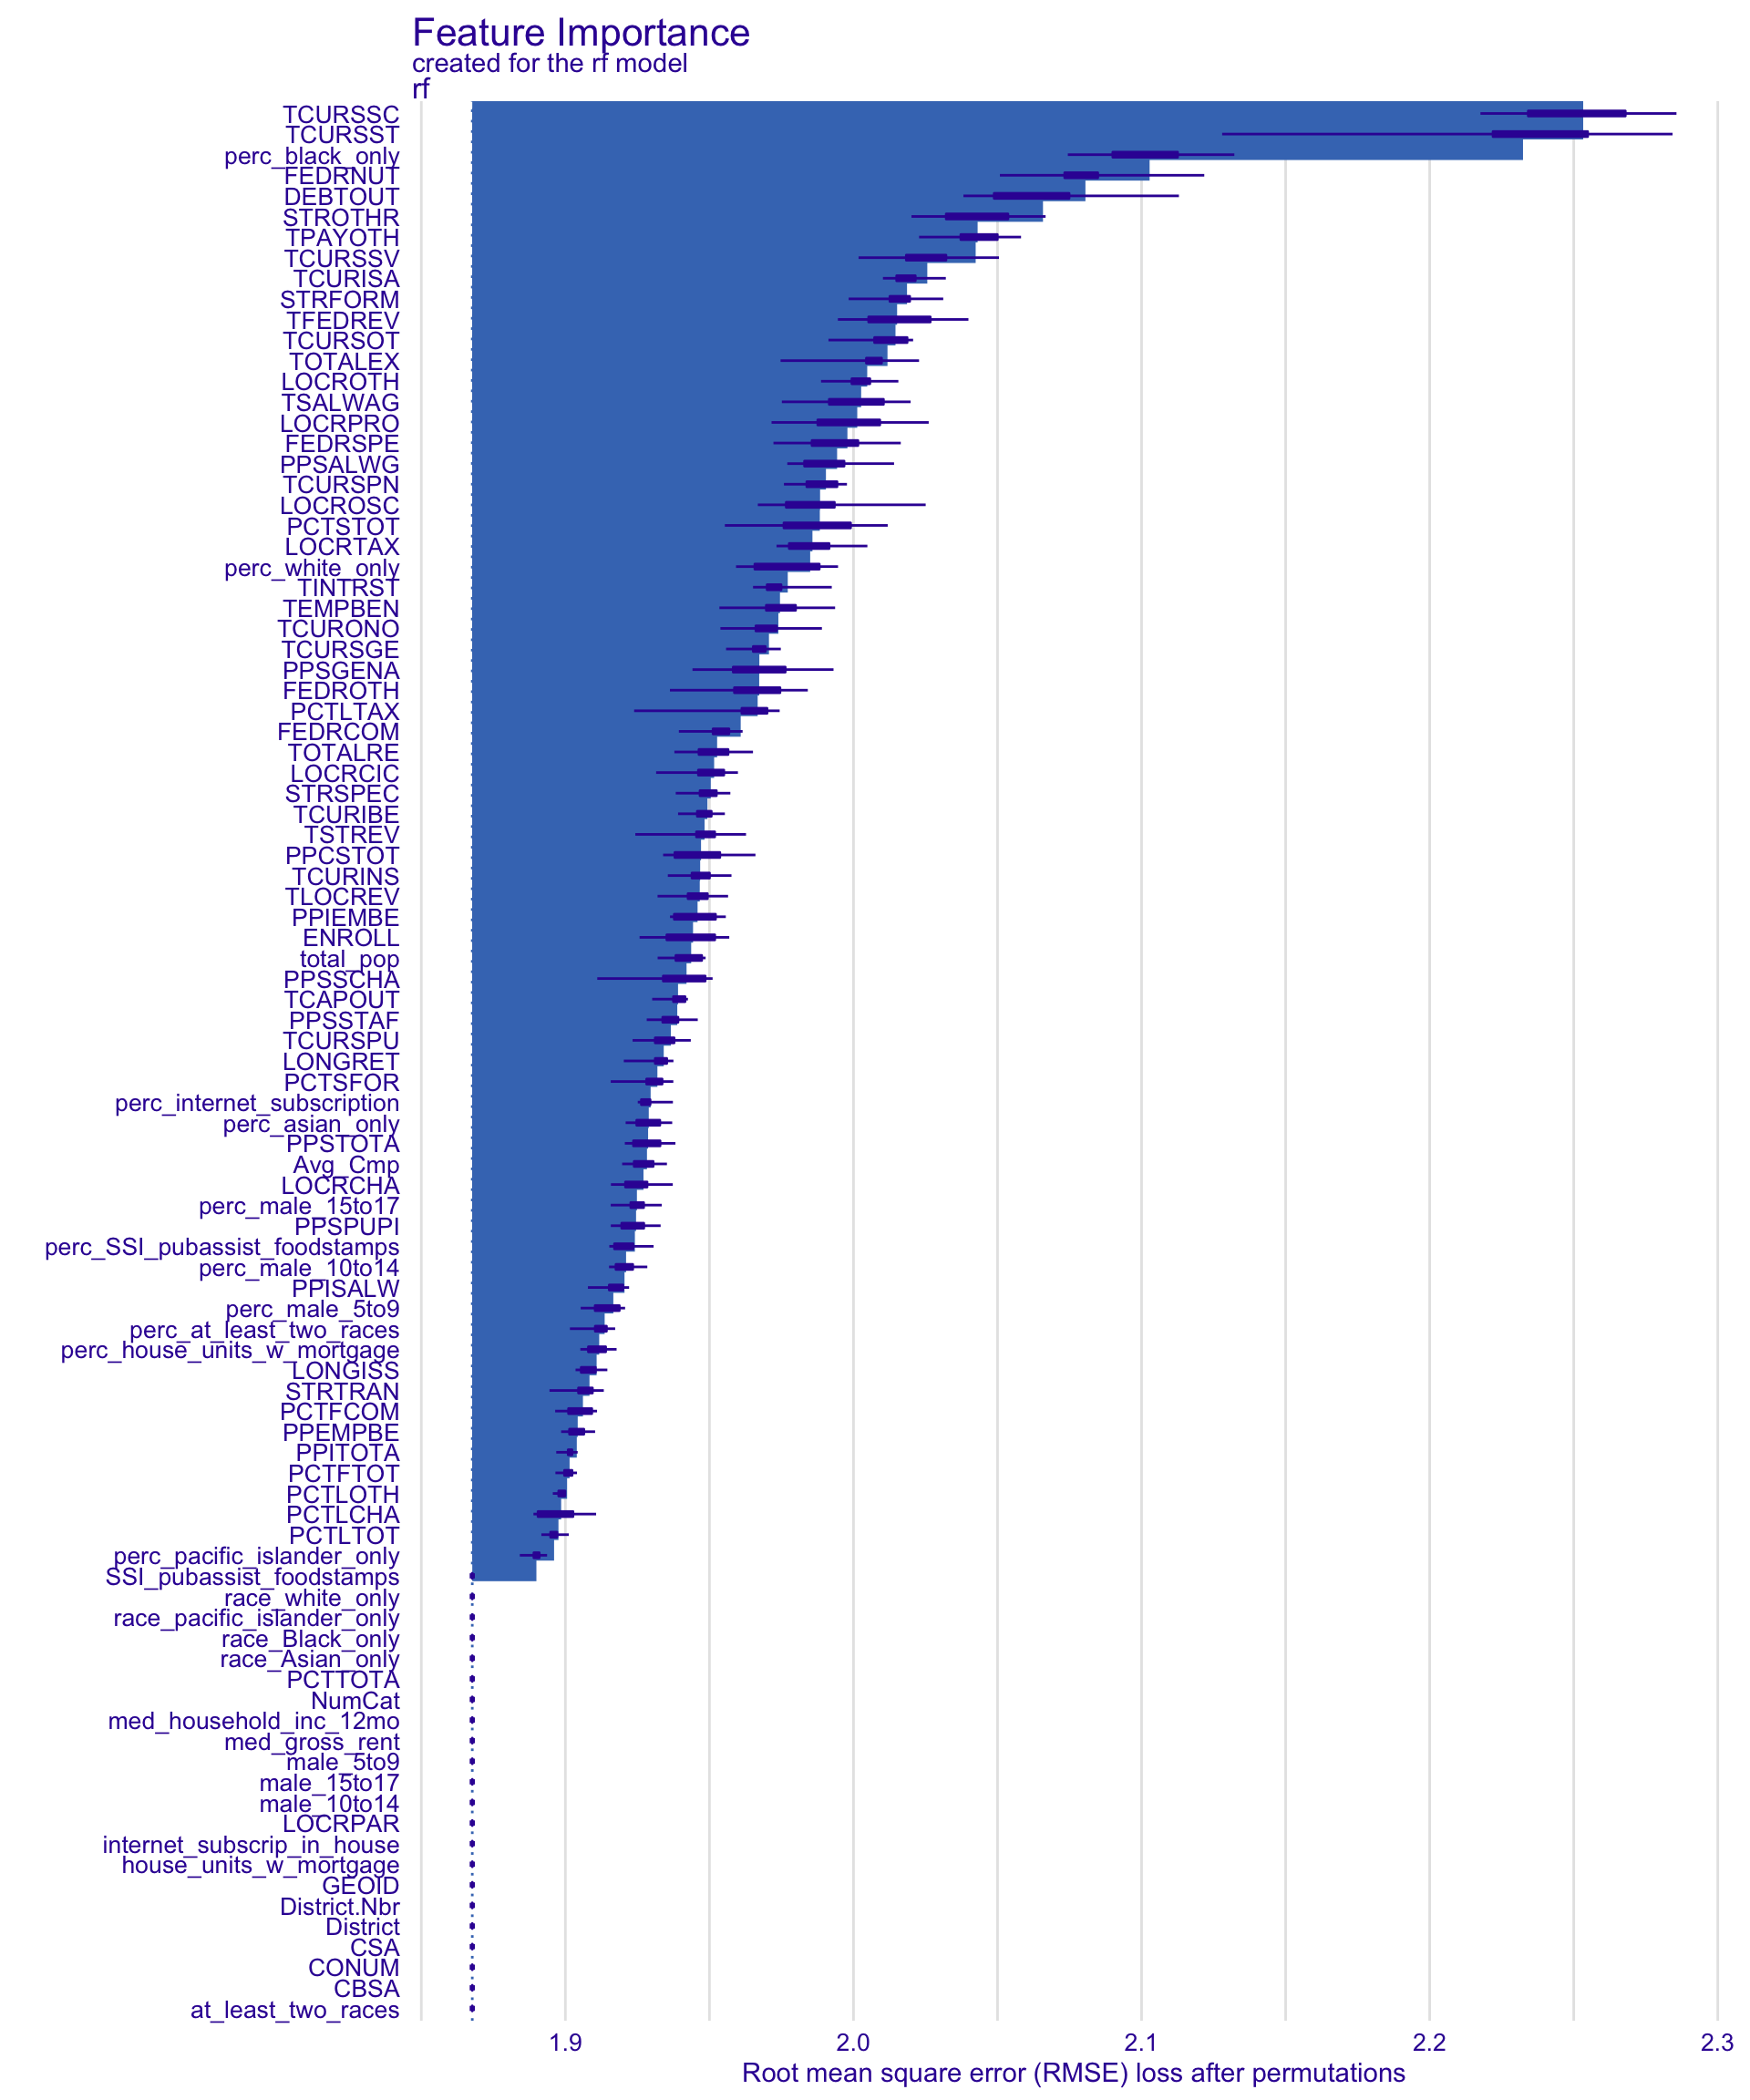 Feature Importance
created for the rf model
rf
TCURSSC
TCURSST
perc_black_only
FEDRNUT
DEBTOUT
STROTHR
TPAYOTH
TCURSSV
TCURISA
STRFORM
TFEDREV
TCURSOT
TOTALEX
LOCROTH
TSALWAG
LOCRPRO
FEDRSPE
PPSALWG
TCURSPN
LOCROSC
PCTSTOT
LOCRTAX
perc_white_only
TINTRST
TEMPBEN
TCURONO
TCURSGE
PPSGENA
FEDROTH
PCTLTAX
FEDRCOM
TOTALRE
LOCRCIC
STRSPEC
TCURIBE
TSTREV
PPCSTOT
TCURINS
TLOCREV
PPIEMBE
ENROLL
total_pop
PPSSCHA
TCAPOUT
PPSSTAF
TCURSPU
LONGRET
PCTSFOR
perc_internet_subscription
perc_asian_only
PPSTOTA
Avg_Cmp
LOCRCHA
perc_male_15to17
PPSPUPI
perc_SSI_pubassist_foodstamps
perc_male_10to14
PPISALW
perc_male_5to9
perc_at_least_two_races
perc_house_units_w_mortgage
LONGISS
STRTRAN
PCTFCOM
PPEMPBE
PPITOTA
PCTFTOT
PCTLOTH
PCTLCHA
PCTLTOT
perc_pacific_islander_only
SSI_pubassist_foodstamps
race_white_only
race_pacific_islander_only
race_Black_only
race_Asian_only
PCTTOTA
NumCat
med_household_inc_12mo
med_gross_rent
male_5to9
male_15to17
male_10to14
LOCRPAR
internet_subscrip_in_house
house_units_w_mortgage
GEOID
District.Nbr
District
CSA
CONUM
CBSA
at_least_two_races
1.9 2.0 2.1 2.2 2.3
Root mean square error (RMSE) loss after permutations